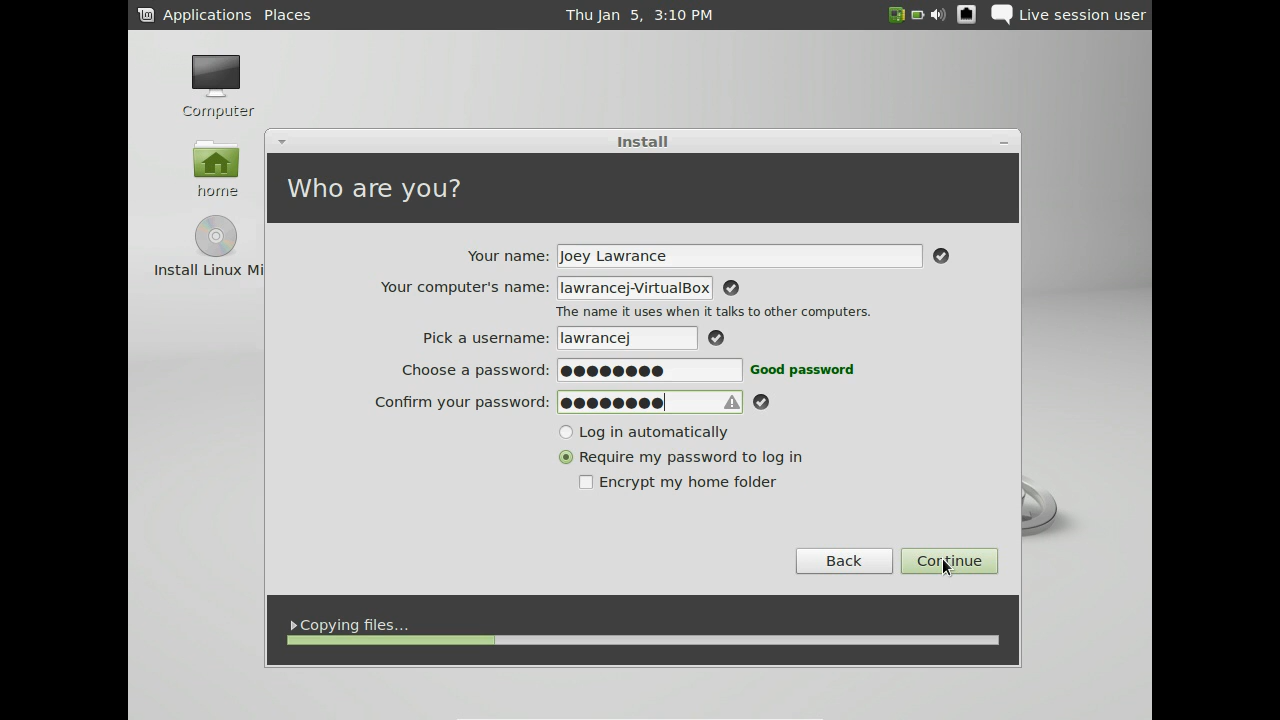 Applications Places Thu Jan 5, 3:10 PM Live session user
Computer
home
Install Linux Mi
Install
Who are you?
Your name: Joey Lawrance
Your computer's name: lawrancej-VirtualBox
The name it uses when it talks to other computers.
Pick a username: lawrancej
Choose a password: ●●●●●●●● Good password
Confirm your password: ●●●●●●●●
Log in automatically
Require my password to log in
Encrypt my home folder
Back Continue
Copying files...